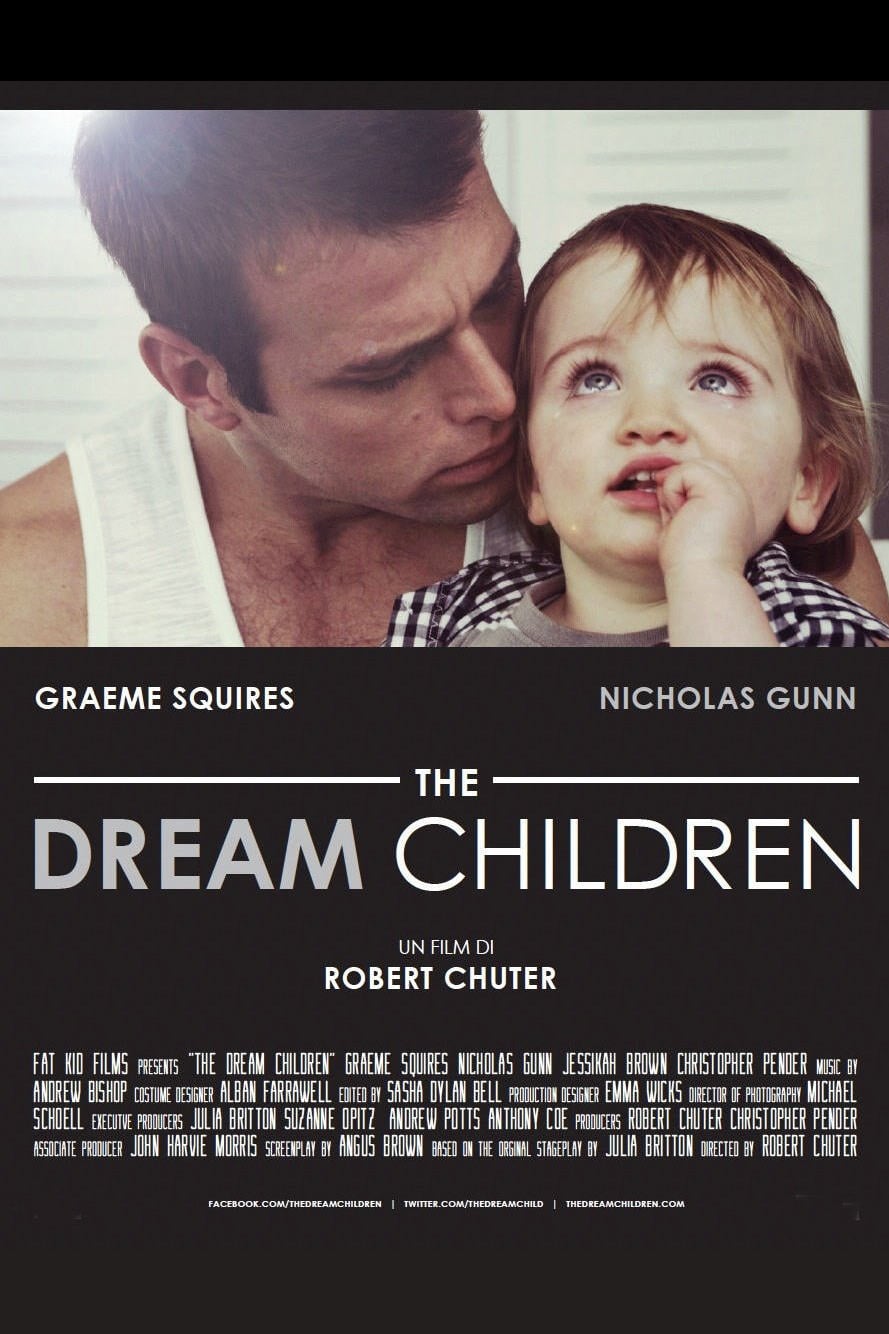 GRAEME SQUIRES
NICHOLAS GUNN
THE
DREAM CHILDREN
UN FILM DI
ROBERT CHUTER
FAT KID FILMS PRESENTS "THE DREAM CHILDREN" GRAEME SQUIRES NICHOLAS GUNN JESSIKAH BROWN CHRISTOPHER PENDER MUSIC BY
ANDREW BISHOP COSTUME DESIGNER ALBAN FARRAWELL EDITED BY SASHA DYLAN BELL PRODUCTION DESIGNER EMMA WICKS DIRECTOR OF PHOTOGRAPHY MICHAEL
SCHOELL EXECUTVE PRODUCERS JULIA BRITTON SUZANNE OPITZ ANDREW POTTS ANTHONY COE PRODUCERS ROBERT CHUTER CHRISTOPHER PENDER
ASSOCIATE PRODUCER JOHN HARVIE MORRIS SCREENPLAY BY ANGUS BROWN BASED ON THE ORGINAL STAGEPLAY BY JULIA BRITTON DIRECTED BY ROBERT CHUTER
FACEBOOK.COM/THEDREAMCHILDREN | TWITTER.COM/THEDREAMCHILD | THEDREAMCHILDREN.COM